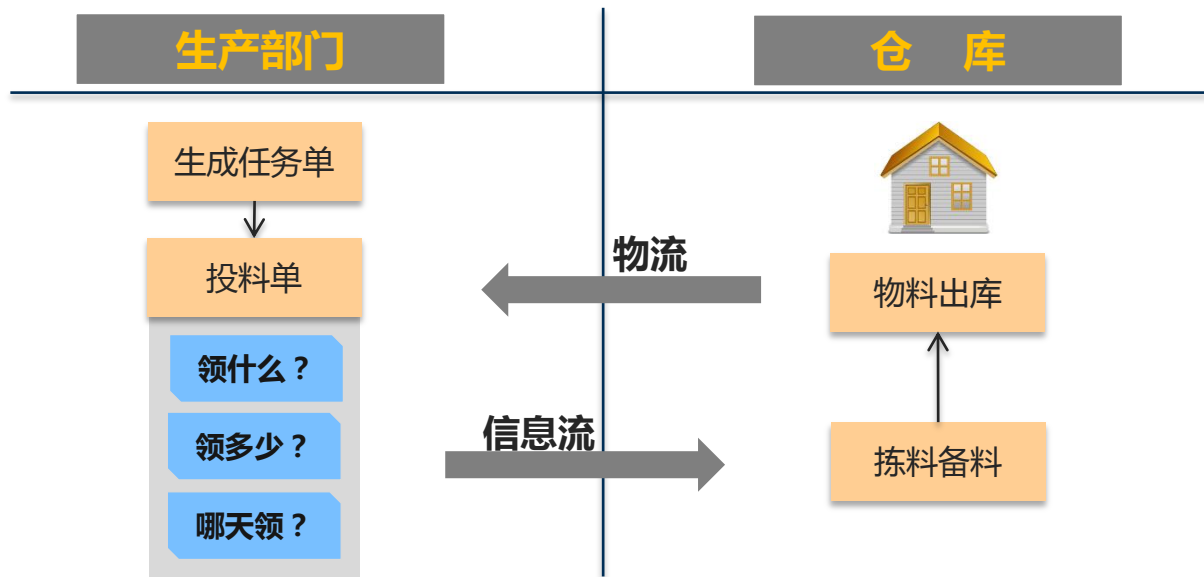 生产部门
仓 库
生成任务单
投料单
领什么？
领多少？
哪天领？
物流
信息流
物料出库
拣料备料